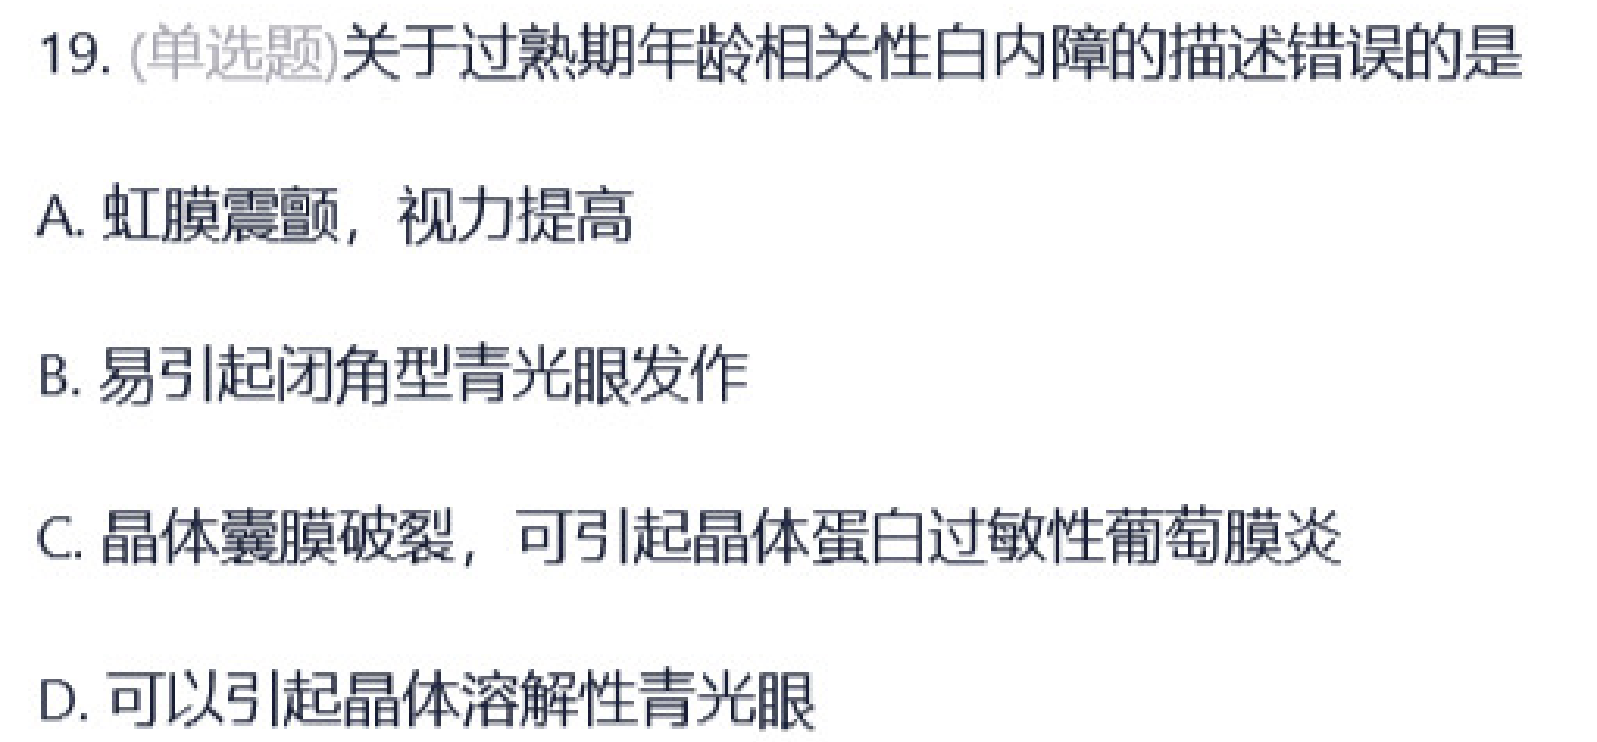 19. (单选题)关于过熟期年龄相关性白内障的描述错误的是
A. 虹膜震颤，视力提高
B. 易引起闭角型青光眼发作
C. 晶体囊膜破裂，可引起晶体蛋白过敏性葡萄膜炎
D. 可以引起晶体溶解性青光眼